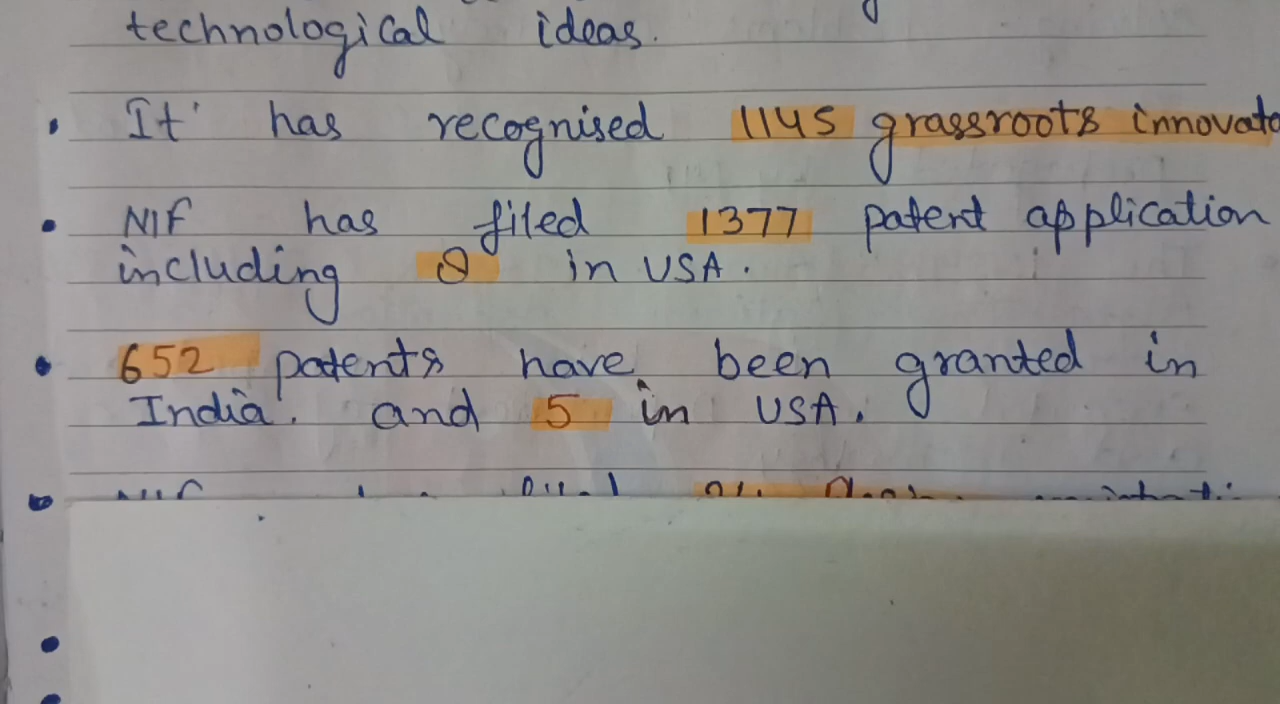 technological ideas.
It has recognised 1145 grassroots innovato
NIF has filed 1377 patent application
including 8 in USA.
652 patents have been granted in
India. and 5 in USA.